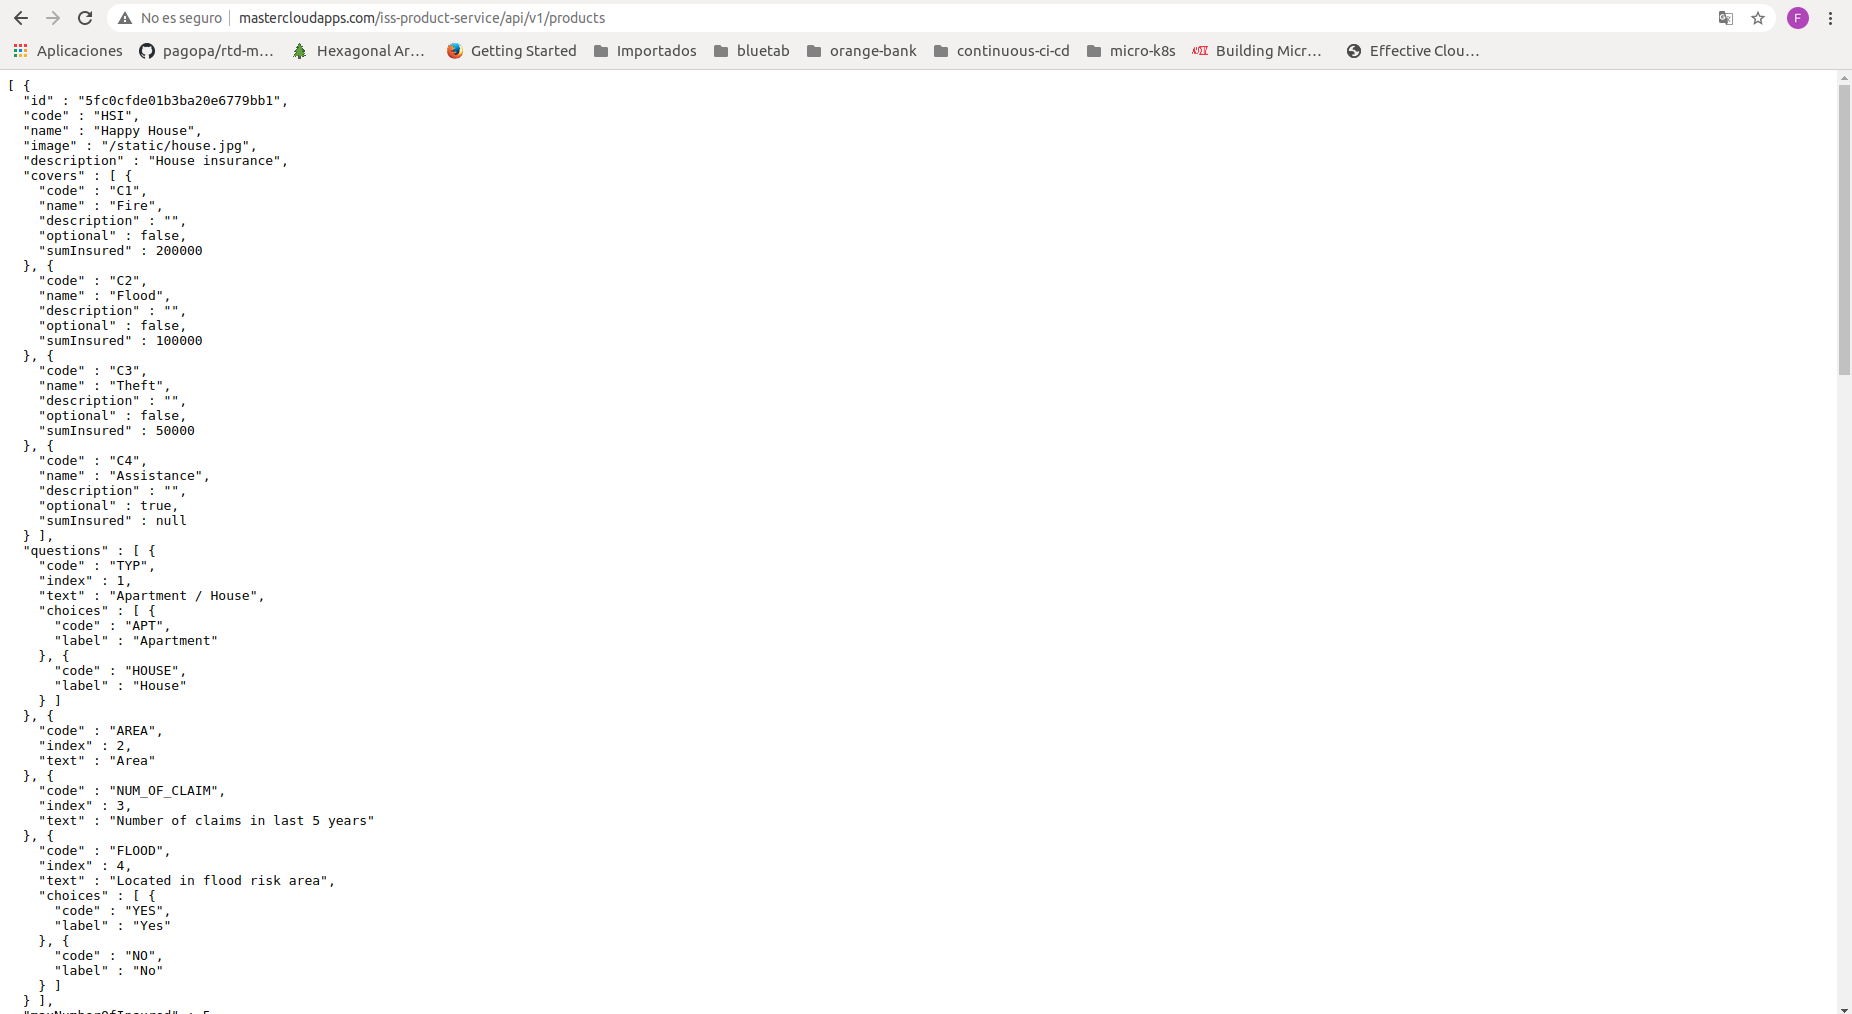 No es seguro mastercloudapps.com/iss-product-service/api/v1/products F
Aplicaciones pagopa/rtd-m... Hexagonal Ar... Getting Started Importados bluetab orange-bank continuous-ci-cd micro-k8s Building Micr... Effective Clou...
[ {
  "id" : "5fc0cfde01b3ba20e6779bb1",
  "code" : "HSI",
  "name" : "Happy House",
  "image" : "/static/house.jpg",
  "description" : "House insurance",
  "covers" : [ {
    "code" : "C1",
    "name" : "Fire",
    "description" : "",
    "optional" : false,
    "sumInsured" : 200000
  }, {
    "code" : "C2",
    "name" : "Flood",
    "description" : "",
    "optional" : false,
    "sumInsured" : 100000
  }, {
    "code" : "C3",
    "name" : "Theft",
    "description" : "",
    "optional" : false,
    "sumInsured" : 50000
  }, {
    "code" : "C4",
    "name" : "Assistance",
    "description" : "",
    "optional" : true,
    "sumInsured" : null
  } ],
  "questions" : [ {
    "code" : "TYP",
    "index" : 1,
    "text" : "Apartment / House",
    "choices" : [ {
      "code" : "APT",
      "label" : "Apartment"
    }, {
      "code" : "HOUSE",
      "label" : "House"
    } ]
  }, {
    "code" : "AREA",
    "index" : 2,
    "text" : "Area"
  }, {
    "code" : "NUM_OF_CLAIM",
    "index" : 3,
    "text" : "Number of claims in last 5 years"
  }, {
    "code" : "FLOOD",
    "index" : 4,
    "text" : "Located in flood risk area",
    "choices" : [ {
      "code" : "YES",
      "label" : "Yes"
    }, {
      "code" : "NO",
      "label" : "No"
    } ]
  } ],
  "maxNumberOfInsured" : 5